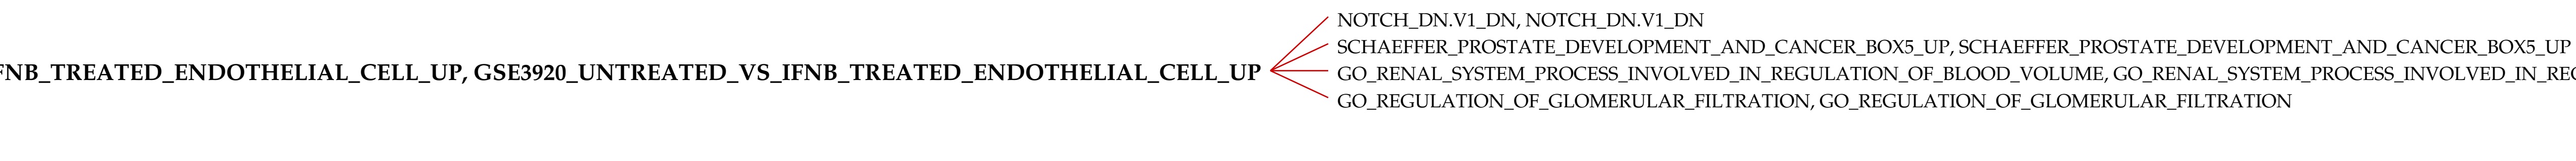 NOTCH_DN.V1_DN, NOTCH_DN.V1_DN
SCHAEFFER_PROSTATE_DEVELOPMENT_AND_CANCER_BOX5_UP, SCHAEFFER_PROSTATE_DEVELOPMENT_AND_CANCER_BOX5_UP
FNB_TREATED_ENDOTHELIAL_CELL_UP, GSE3920_UNTREATED_VS_IFNB_TREATED_ENDOTHELIAL_CELL_UP
GO_RENAL_SYSTEM_PROCESS_INVOLVED_IN_REGULATION_OF_BLOOD_VOLUME, GO_RENAL_SYSTEM_PROCESS_INVOLVED_IN_REG
GO_REGULATION_OF_GLOMERULAR_FILTRATION, GO_REGULATION_OF_GLOMERULAR_FILTRATION